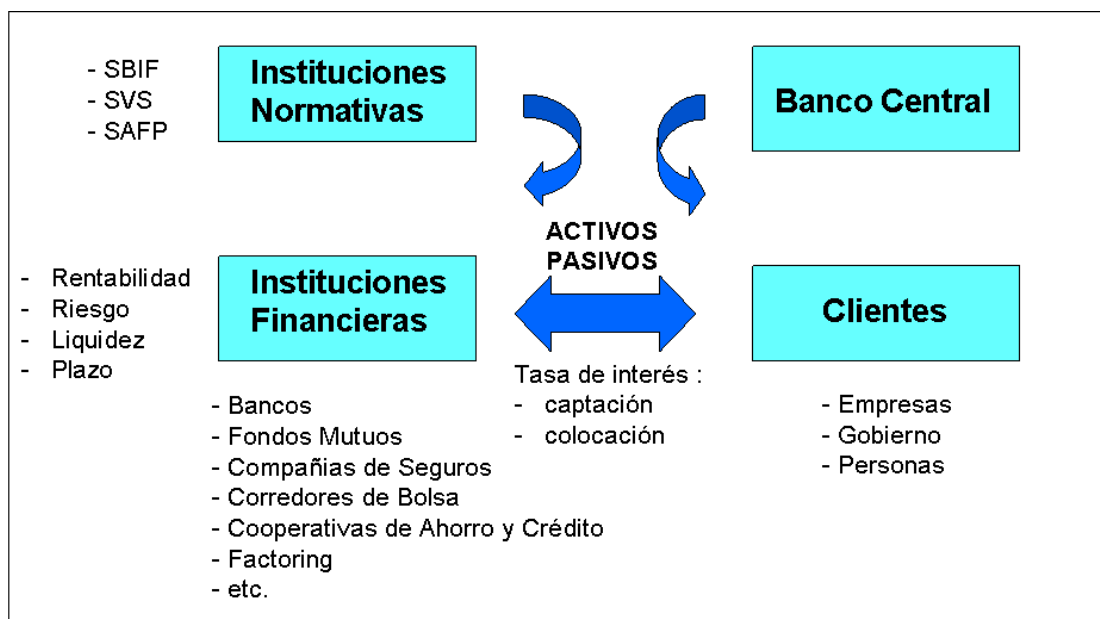 - SBIF
- SVS
- SAFP
Instituciones
Normativas
Banco Central
ACTIVOS
PASIVOS
- Rentabilidad
- Riesgo
- Liquidez
- Plazo
Instituciones
Financieras
Clientes
Tasa de interés :
- captación
- colocación
- Bancos
- Fondos Mutuos
- Compañias de Seguros
- Corredores de Bolsa
- Cooperativas de Ahorro y Crédito
- Factoring
- etc.
- Empresas
- Gobierno
- Personas